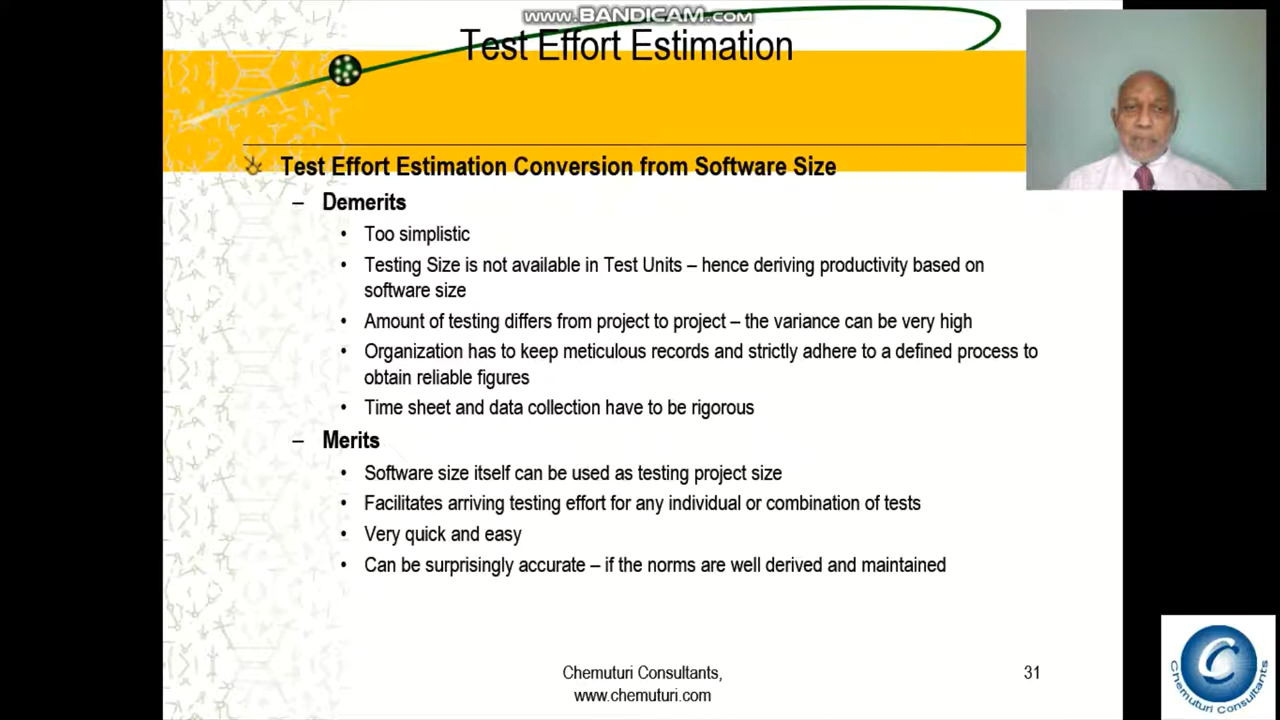 www.BANDICAM.com
Test Effort Estimation
Test Effort Estimation Conversion from Software Size
– Demerits
• Too simplistic
• Testing Size is not available in Test Units – hence deriving productivity based on
software size
• Amount of testing differs from project to project – the variance can be very high
• Organization has to keep meticulous records and strictly adhere to a defined process to
obtain reliable figures
• Time sheet and data collection have to be rigorous
– Merits
• Software size itself can be used as testing project size
• Facilitates arriving testing effort for any individual or combination of tests
• Very quick and easy
• Can be surprisingly accurate – if the norms are well derived and maintained
Chemuturi Consultants,
www.chemuturi.com
31
C
Chemuturi Consultants